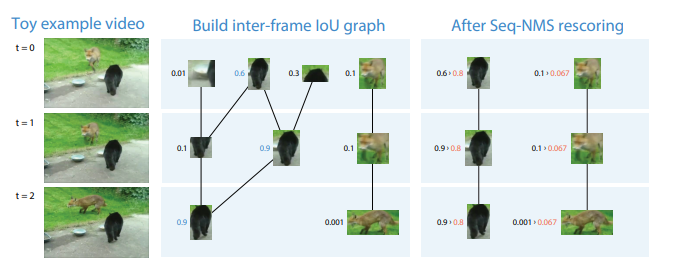 Toy example video
Build inter-frame IoU graph
After Seq-NMS rescoring
t = 0
0.01
0.6
0.3
0.1
0.6 › 0.8
0.1 › 0.067
t = 1
0.1
0.9
0.1
0.9 › 0.8
0.1 › 0.067
t = 2
0.9
0.001
0.9 › 0.8
0.001 › 0.067